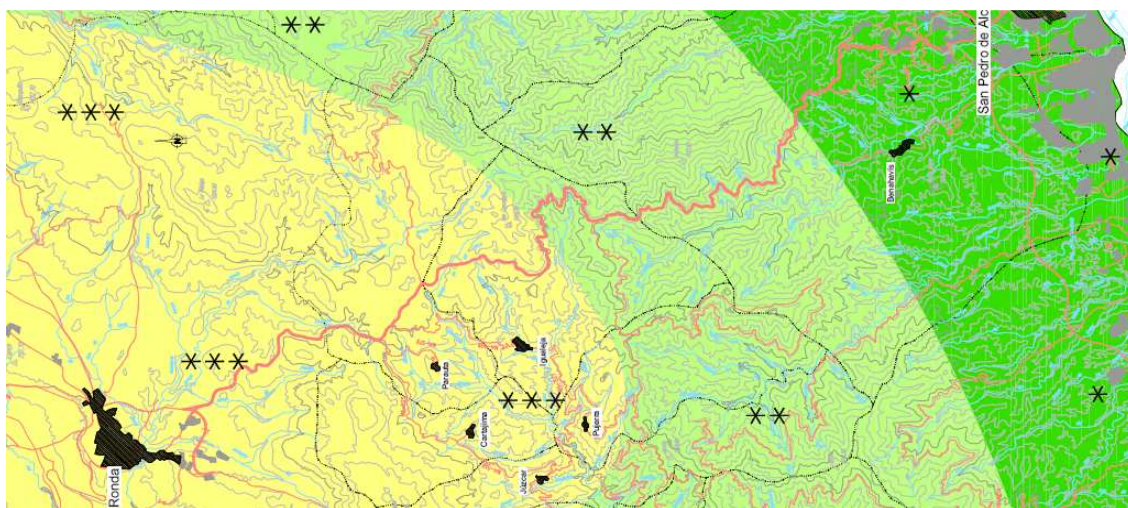 San Pedro de Alc
Benahavís
Igualeja
Parauta
Cartajima
Pujerra
Júzcar
Ronda